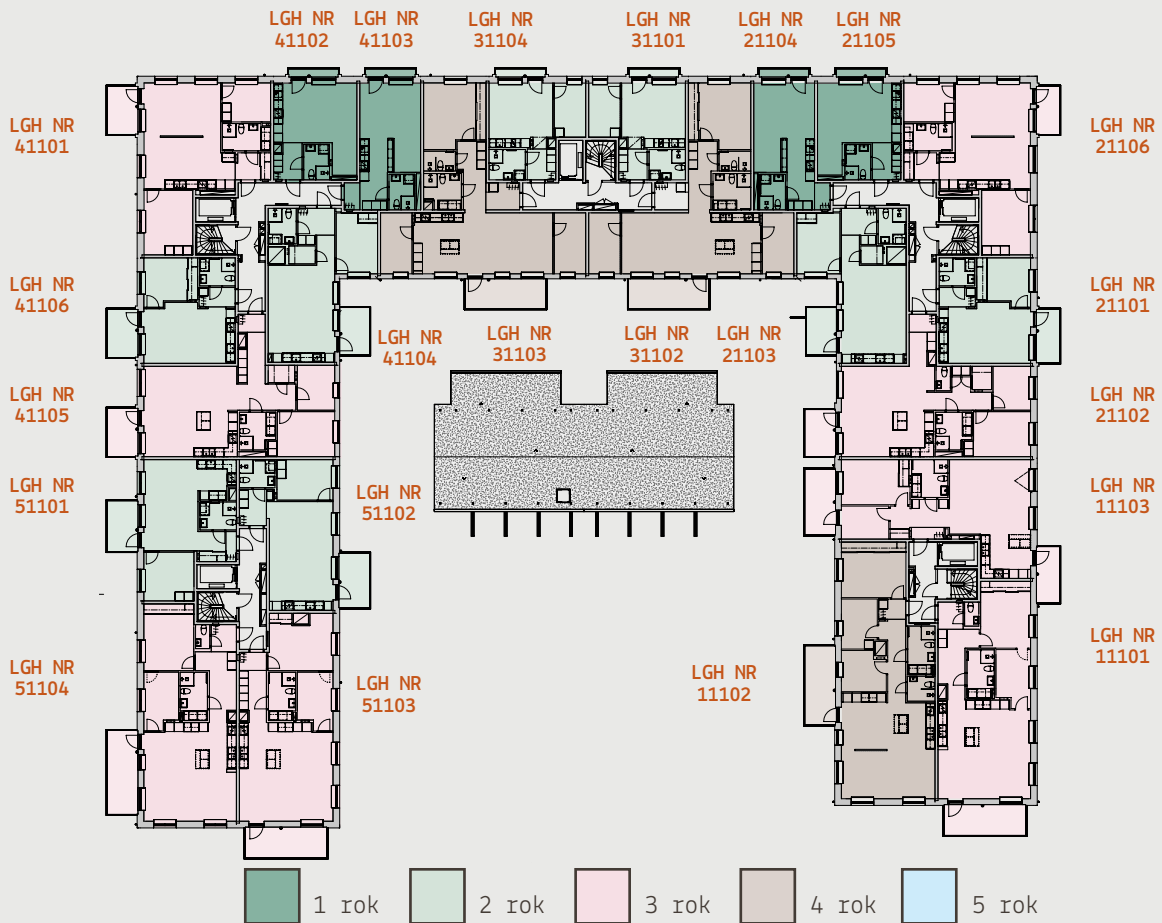 LGH NR
41102
LGH NR
41103
LGH NR
31104
LGH NR
31101
LGH NR
21104
LGH NR
21105
LGH NR
41101
LGH NR
21106
LGH NR
41106
LGH NR
21101
LGH NR
41104
LGH NR
31103
LGH NR
31102
LGH NR
21103
LGH NR
41105
LGH NR
21102
LGH NR
51101
LGH NR
51102
LGH NR
11103
LGH NR
51104
LGH NR
51103
LGH NR
11102
LGH NR
11101
1 rok
2 rok
3 rok
4 rok
5 rok